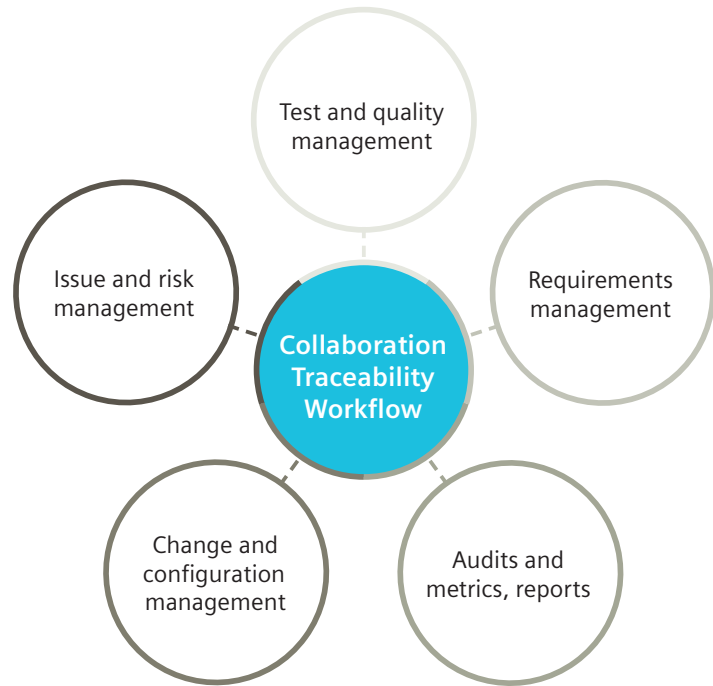 Test and quality
management
Issue and risk
management
Requirements
management
Collaboration
Traceability
Workflow
Change and
configuration
management
Audits and
metrics, reports